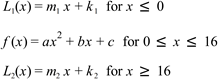 L₁(x) = m₁ x + k₁ for x ≤ 0
f(x) = ax² + bx + c for 0 ≤ x ≤ 16
L₂(x) = m₂ x + k₂ for x ≥ 16